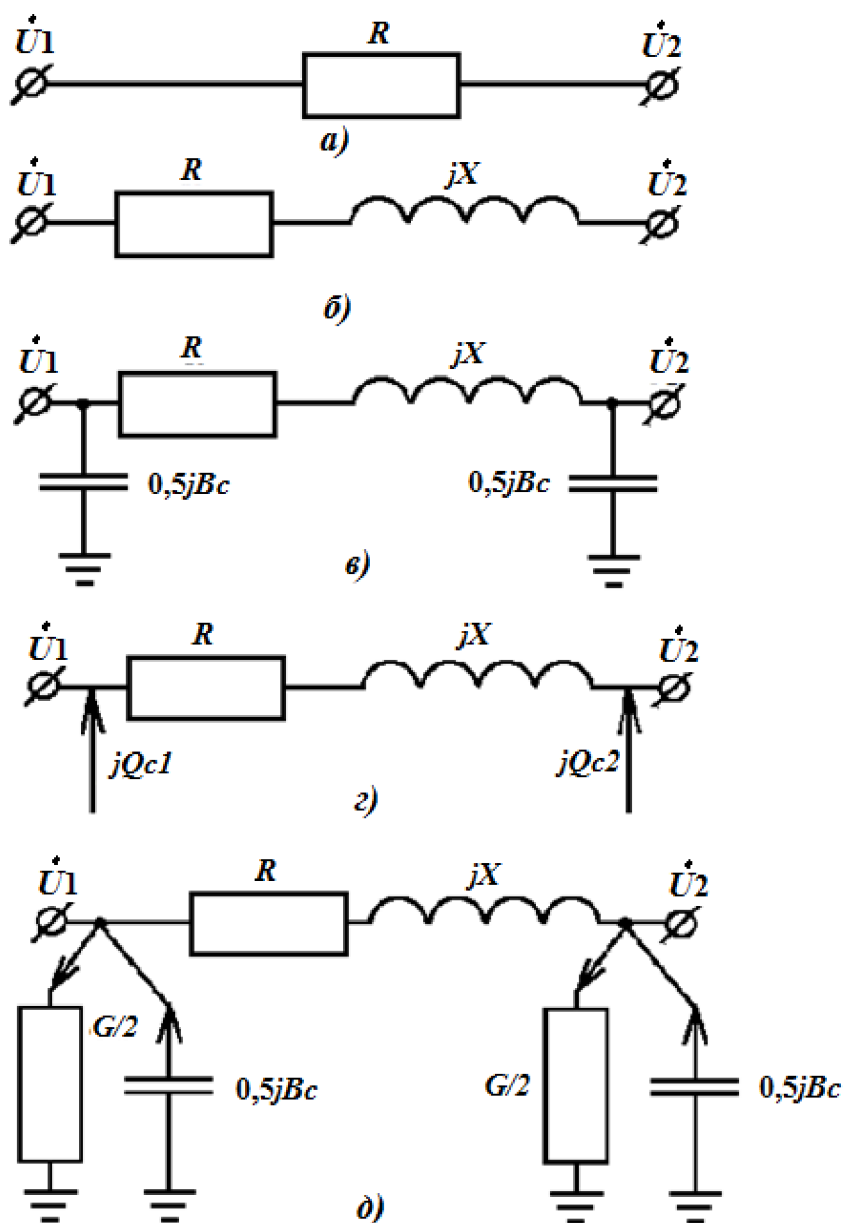 U̇1 R U̇2
а)
U̇1 R jX U̇2
б)
U̇1 R jX U̇2
0,5jBc 0,5jBc
в)
U̇1 R jX U̇2
jQc1 jQc2
г)
U̇1 R jX U̇2
G/2 0,5jBc G/2 0,5jBc
д)